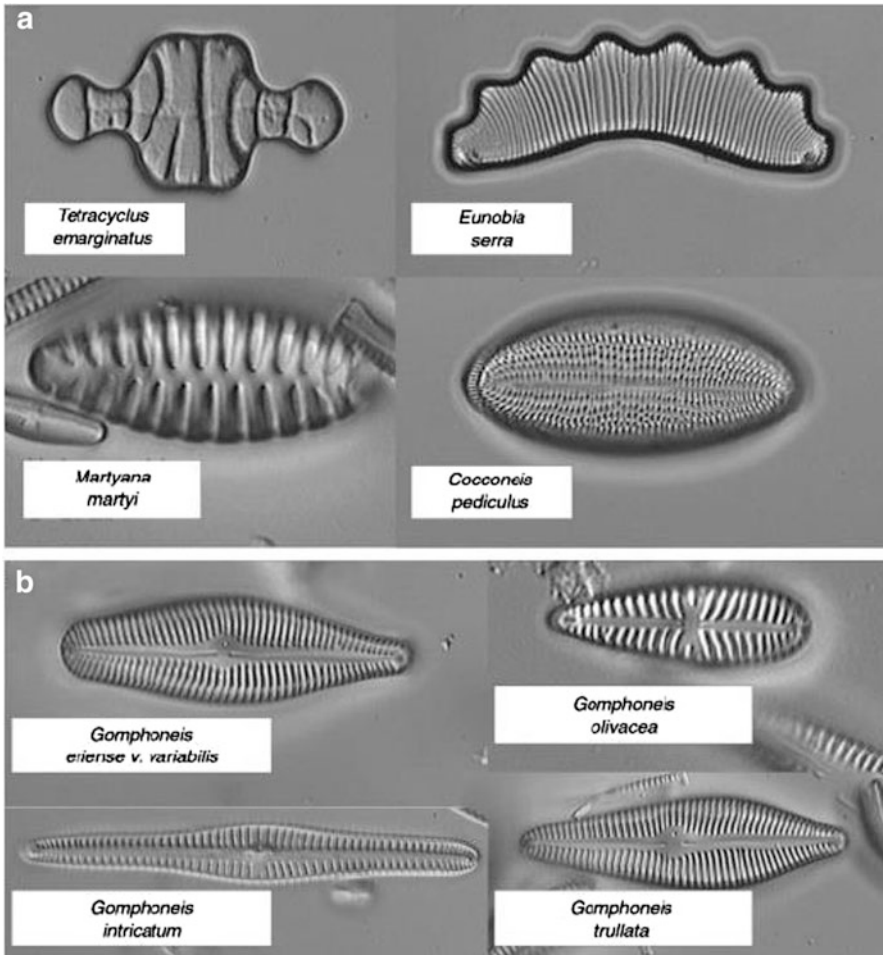 a
Tetracyclus
emarginatus
Eunobia
serra
Martyana
martyi
Cocconeis
pediculus
b
Gomphoneis
eriense v. variabilis
Gomphoneis
olivacea
Gomphoneis
intricatum
Gomphoneis
trullata